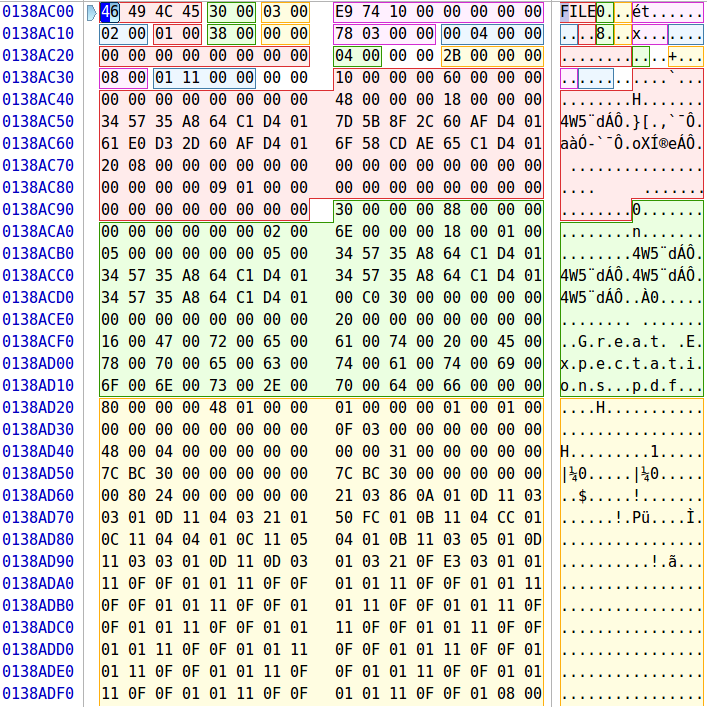 0138AC00 46 49 4C 45 30 00 03 00 E9 74 10 00 00 00 00 00 FILE0...ét......
0138AC10 02 00 01 00 38 00 00 00 78 03 00 00 00 04 00 00 ....8...x.......
0138AC20 00 00 00 00 00 00 00 00 04 00 00 00 2B 00 00 00 ............+...
0138AC30 08 00 01 11 00 00 00 00 10 00 00 00 60 00 00 00 ............`...
0138AC40 00 00 00 00 00 00 00 00 48 00 00 00 18 00 00 00 ........H.......
0138AC50 34 57 35 A8 64 C1 D4 01 7D 5B 8F 2C 60 AF D4 01 4W5¨dÁÔ.}[.,`¯Ô.
0138AC60 61 E0 D3 2D 60 AF D4 01 6F 58 CD AE 65 C1 D4 01 aàÓ-`¯Ô.oXÍ®eÁÔ.
0138AC70 20 08 00 00 00 00 00 00 00 00 00 00 00 00 00 00 ...............
0138AC80 00 00 00 00 09 01 00 00 00 00 00 00 00 00 00 00 .... .......
0138AC90 00 00 00 00 00 00 00 00 30 00 00 00 88 00 00 00 ........0.......
0138ACA0 00 00 00 00 00 00 02 00 6E 00 00 00 18 00 01 00 ........n.......
0138ACB0 05 00 00 00 00 00 05 00 34 57 35 A8 64 C1 D4 01 ........4W5¨dÁÔ.
0138ACC0 34 57 35 A8 64 C1 D4 01 34 57 35 A8 64 C1 D4 01 4W5¨dÁÔ.4W5¨dÁÔ.
0138ACD0 34 57 35 A8 64 C1 D4 01 00 C0 30 00 00 00 00 00 4W5¨dÁÔ..À0.....
0138ACE0 00 00 00 00 00 00 00 00 20 00 00 00 00 00 00 00 ........ .......
0138ACF0 16 00 47 00 72 00 65 00 61 00 74 00 20 00 45 00 ..G.r.e.a.t. .E.
0138AD00 78 00 70 00 65 00 63 00 74 00 61 00 74 00 69 00 x.p.e.c.t.a.t.i.
0138AD10 6F 00 6E 00 73 00 2E 00 70 00 64 00 66 00 00 00 o.n.s...p.d.f...
0138AD20 80 00 00 00 48 01 00 00 01 00 00 00 01 00 01 00 ....H...........
0138AD30 00 00 00 00 00 00 00 00 0F 03 00 00 00 00 00 00 ................
0138AD40 48 00 04 00 00 00 00 00 00 00 31 00 00 00 00 00 H.........1.....
0138AD50 7C BC 30 00 00 00 00 00 7C BC 30 00 00 00 00 00 |¼0.....|¼0.....
0138AD60 00 80 24 00 00 00 00 00 21 03 86 0A 01 0D 11 03 ..$.....!.......
0138AD70 03 01 0D 11 04 03 21 01 50 FC 01 0B 11 04 CC 01 ......!.Pü....Ì.
0138AD80 0C 11 04 04 01 0C 11 05 04 01 0B 11 03 05 01 0D ................
0138AD90 11 03 03 01 0D 11 0D 03 01 03 21 0F E3 03 01 01 ..........!.ã...
0138ADA0 11 0F 0F 01 01 11 0F 0F 01 01 11 0F 0F 01 01 11 ................
0138ADB0 0F 0F 01 01 11 0F 0F 01 01 11 0F 0F 01 01 11 0F ................
0138ADC0 0F 01 01 11 0F 0F 01 01 11 0F 0F 01 01 11 0F 0F ................
0138ADD0 01 01 11 0F 0F 01 01 11 0F 0F 01 01 11 0F 0F 01 ................
0138ADE0 01 11 0F 0F 01 01 11 0F 0F 01 01 11 0F 0F 01 01 ................
0138ADF0 11 0F 0F 01 01 11 0F 0F 01 01 11 0F 0F 01 08 00 ................